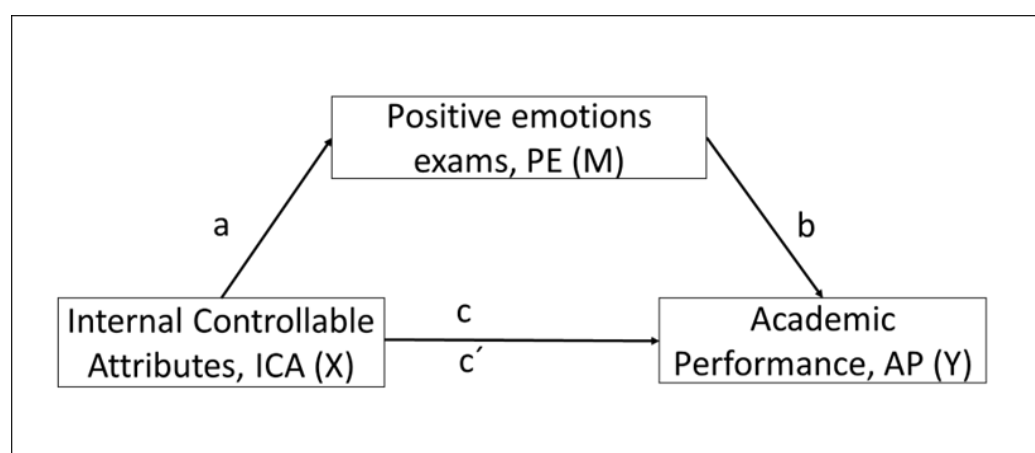 Positive emotions
exams, PE (M)
a
b
Internal Controllable
Attributes, ICA (X)
c
c´
Academic
Performance, AP (Y)